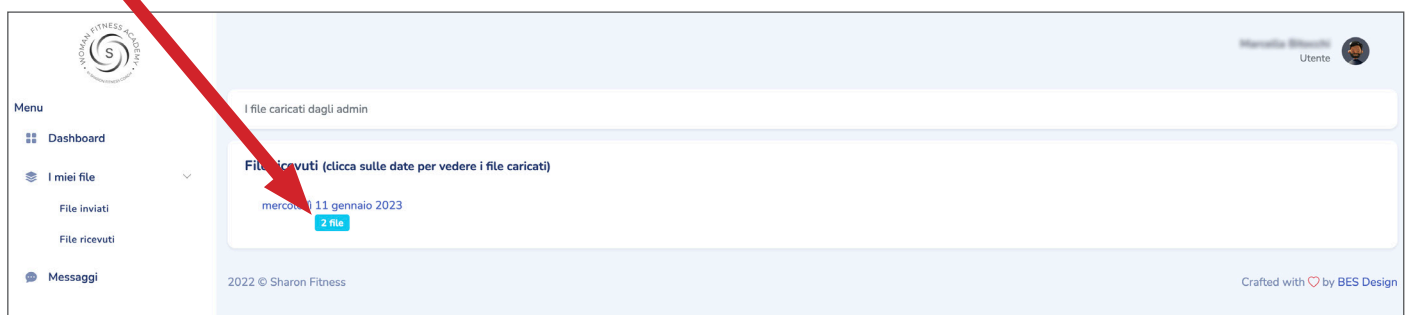 WOMAN FITNESS ACADEMY
S
Utente
Menu
I file caricati dagli admin
Dashboard
(clicca sulle date per vedere i file caricati)
I miei file
11 gennaio 2023
File inviati
2 file
File ricevuti
Messaggi
2022 © Sharon Fitness
Crafted with ♡ by BES Design